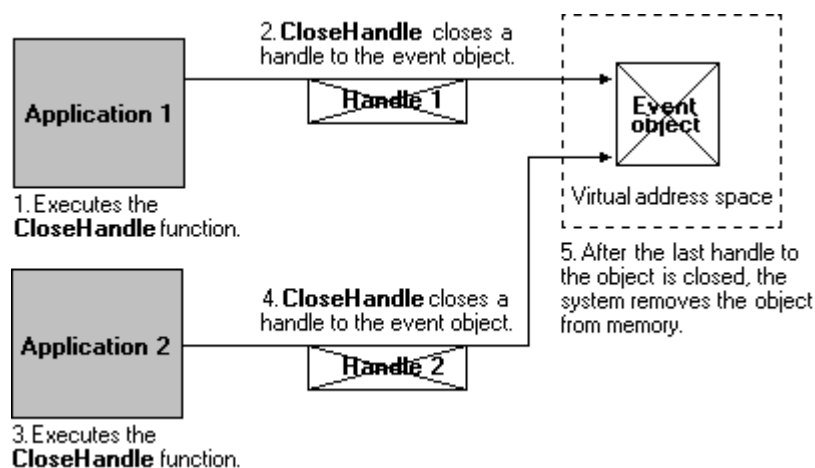 2. CloseHandle closes a
handle to the event object.
Application 1
Handle 1
Event
object
1. Executes the
CloseHandle function.
Virtual address space
4. CloseHandle closes a
handle to the event object.
5. After the last handle to
the object is closed, the
system removes the object
from memory.
Application 2
Handle 2
3. Executes the
CloseHandle function.